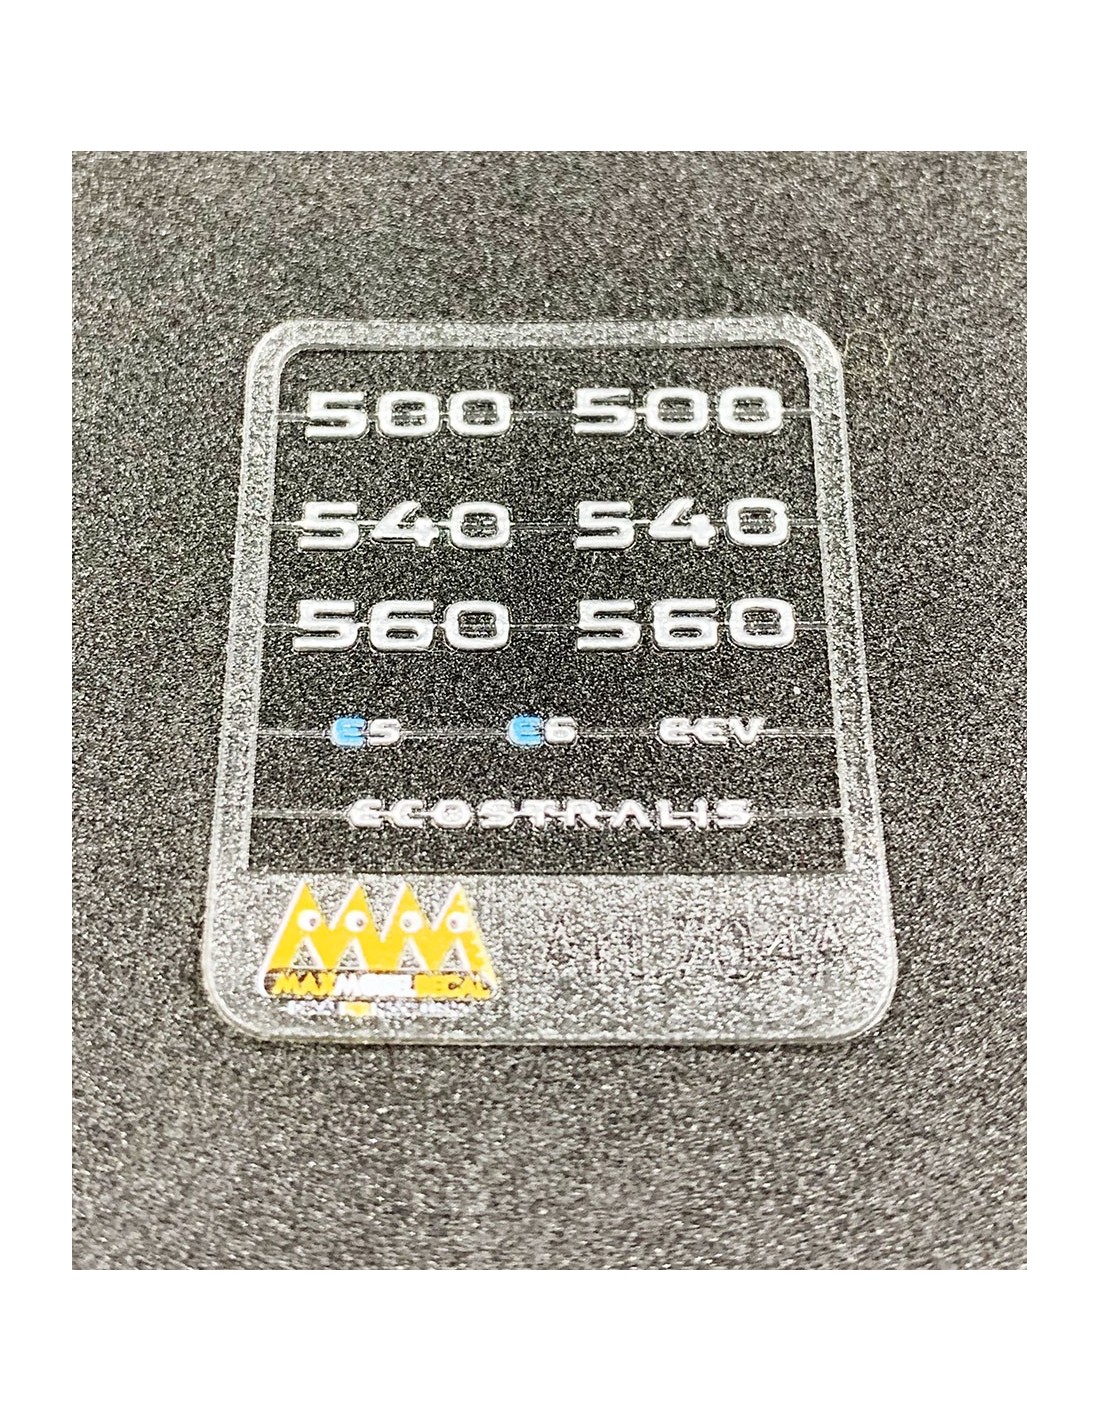 500 500
540 540
560 560
E5 E6 EEV
ECOSTRALIS
MAXMODELDECAL